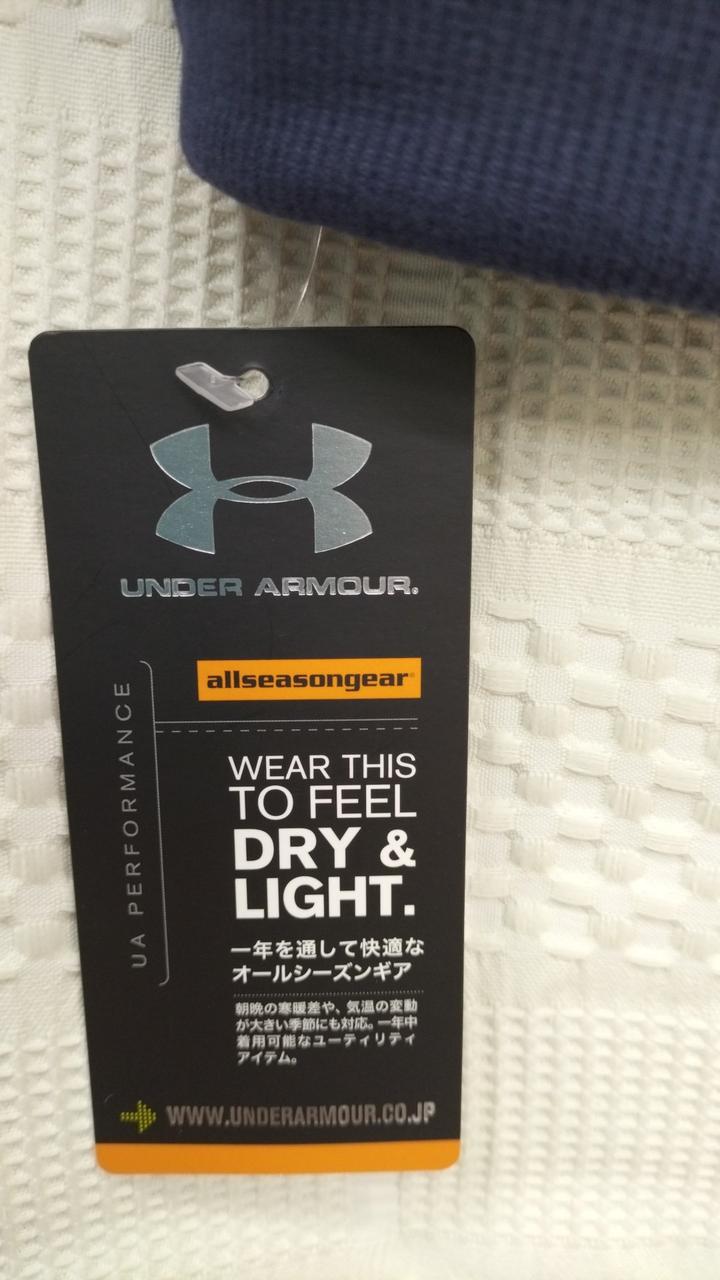 UNDER ARMOUR®
allseasongear®
UA PERFORMANCE
WEAR THIS
TO FEEL
DRY &
LIGHT.
一年を通して快適な
オールシーズンギア
朝晩の寒暖差や、気温の変動
が大きい季節にも対応。一年中
着用可能なユーティリティ
アイテム。
WWW.UNDERARMOUR.CO.JP